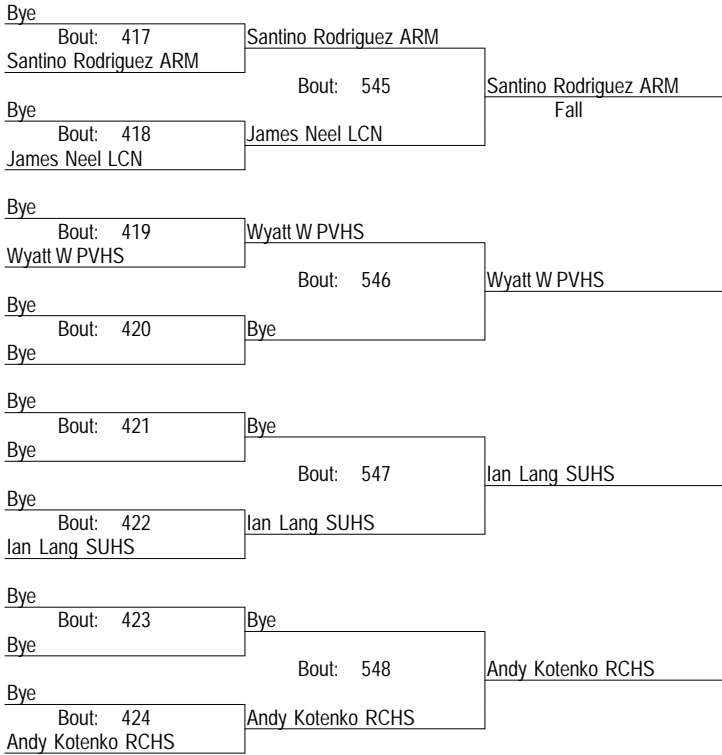 Bye
Bout: 417 Santino Rodriguez ARM
Santino Rodriguez ARM
Bout: 545 Santino Rodriguez ARM
Bye Fall
Bout: 418 James Neel LCN
James Neel LCN
Bye
Bout: 419 Wyatt W PVHS
Wyatt W PVHS
Bout: 546 Wyatt W PVHS
Bye
Bout: 420 Bye
Bye
Bye
Bout: 421 Bye
Bye
Bout: 547 Ian Lang SUHS
Bye
Bout: 422 Ian Lang SUHS
Ian Lang SUHS
Bye
Bout: 423 Bye
Bye
Bout: 548 Andy Kotenko RCHS
Bye
Bout: 424 Andy Kotenko RCHS
Andy Kotenko RCHS